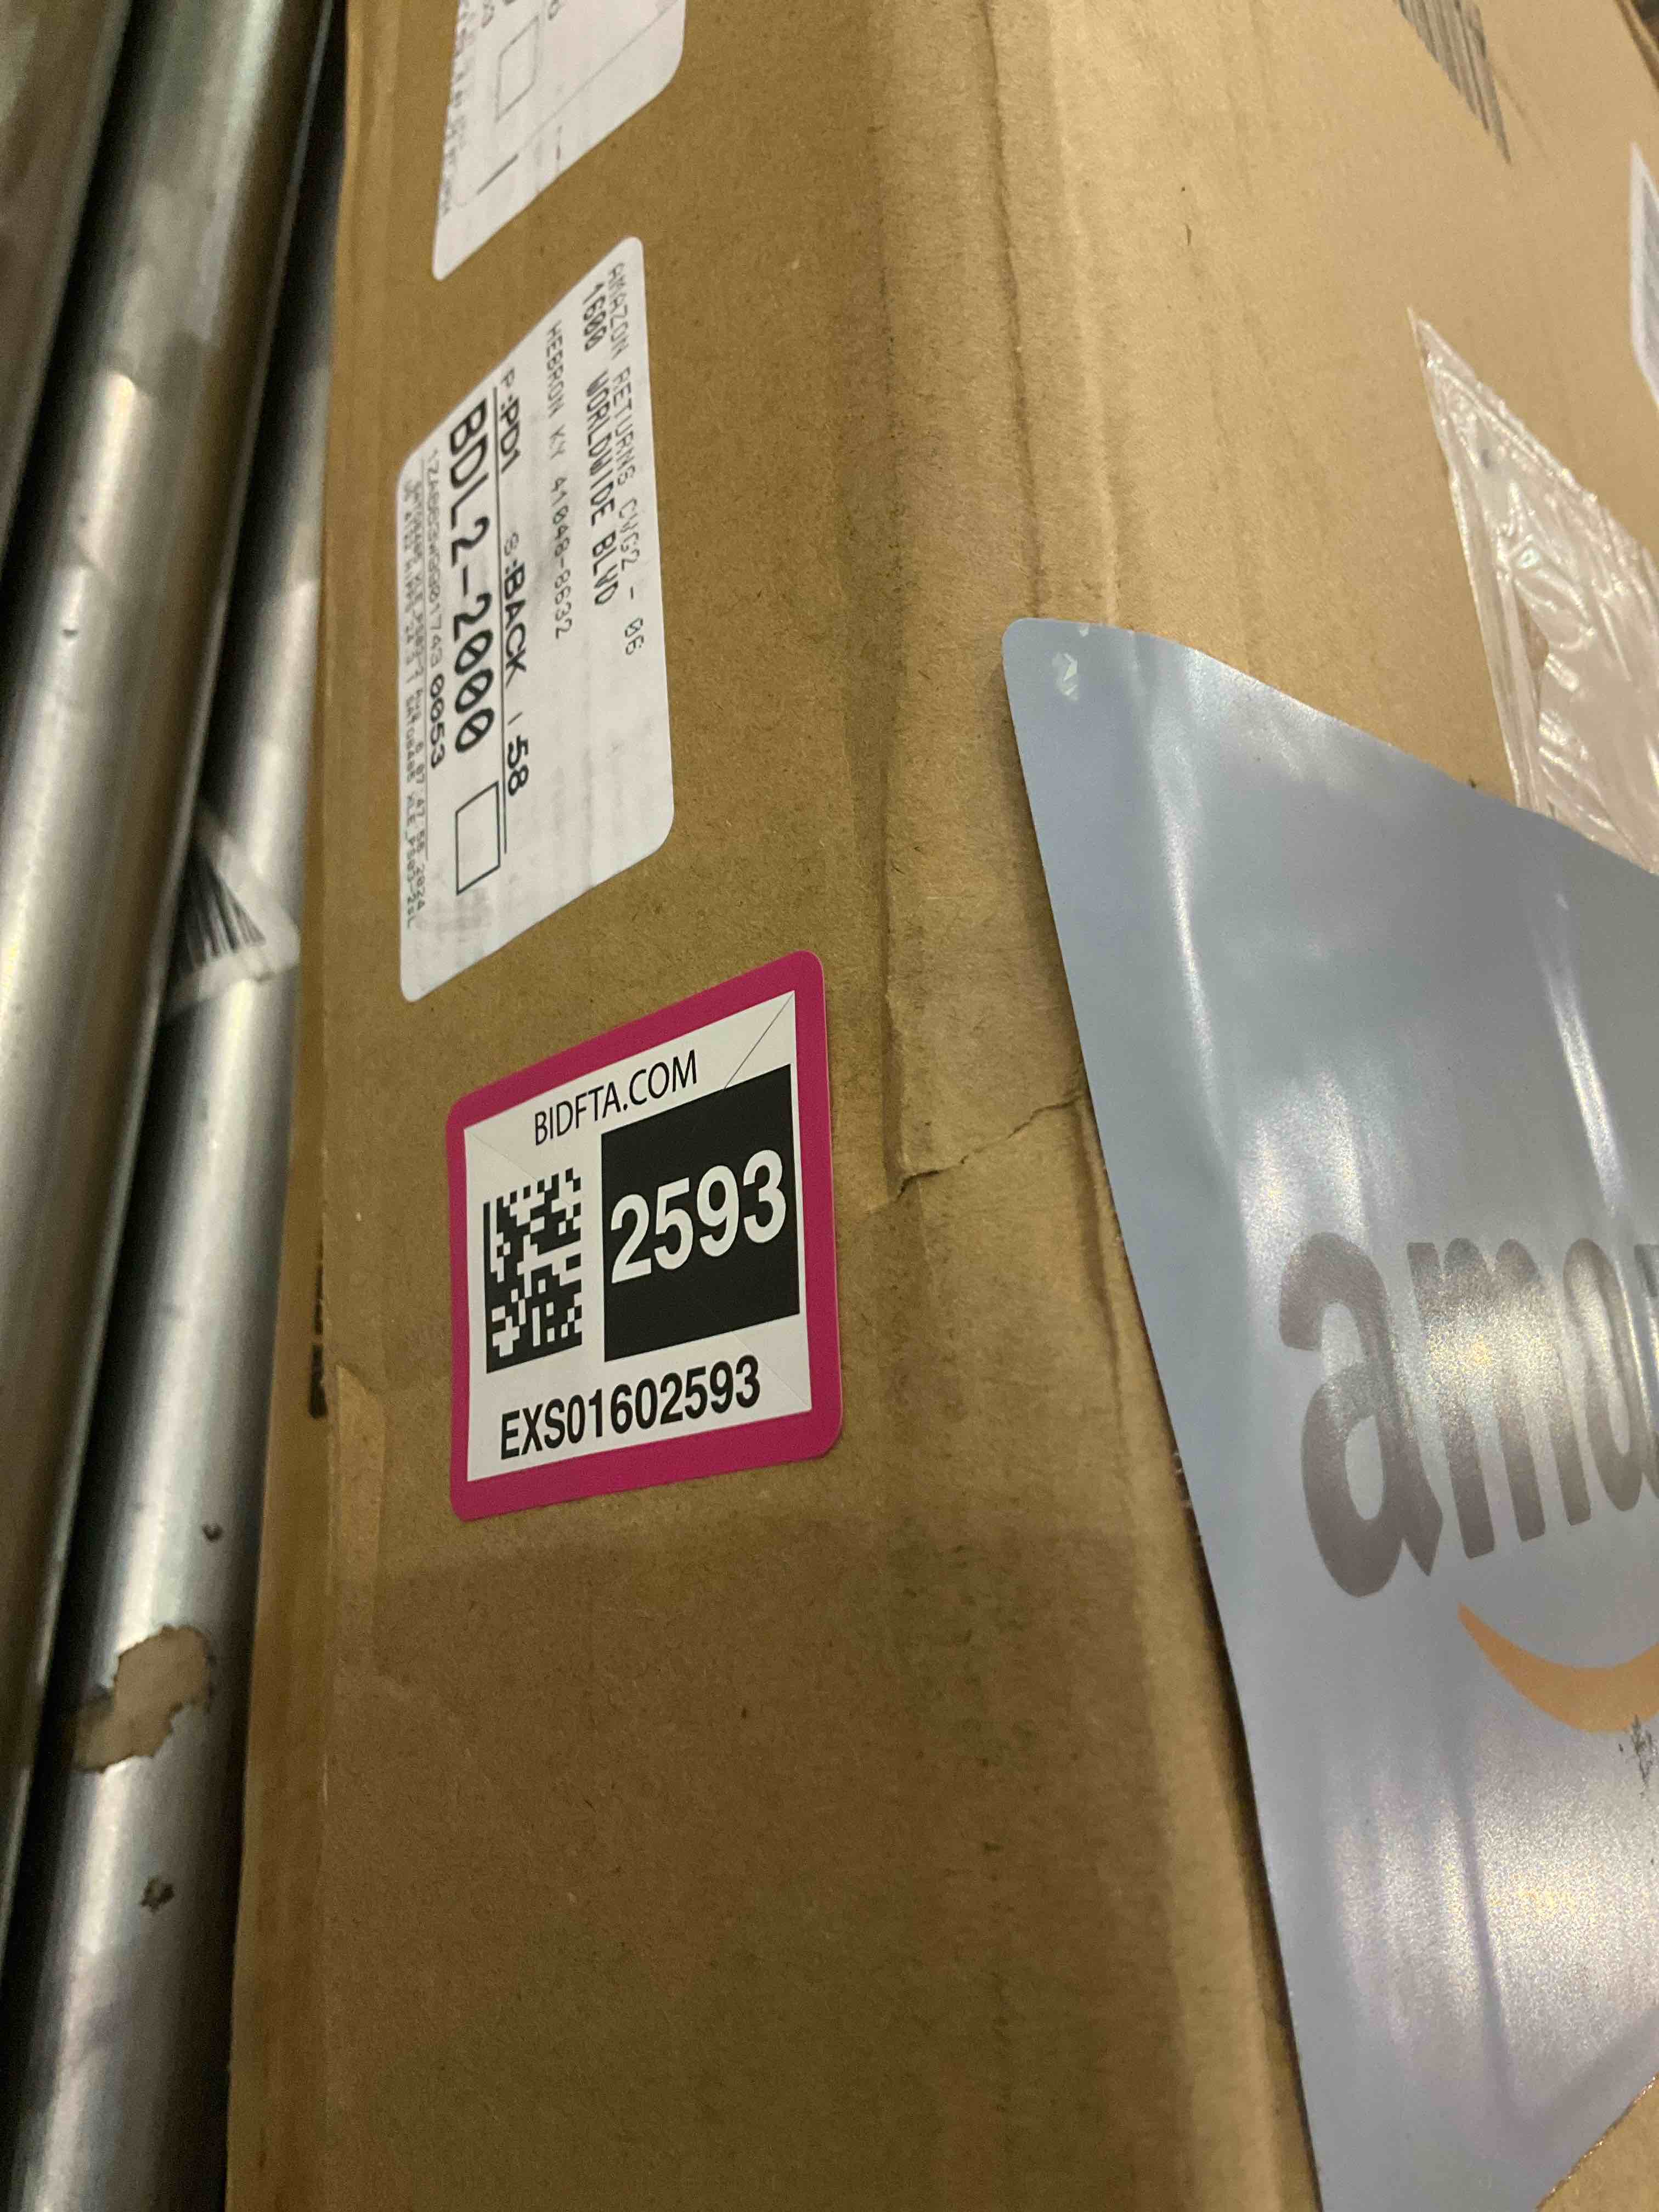 AMAZON RETURNS CWG2 - 06
1600 WORLDWIDE BLVD
HEBRON KY 41048-8632
P:PD1 S:BACK I:58
BDL2-2000
0053
BIDFTA.COM
2593
EXS01602593